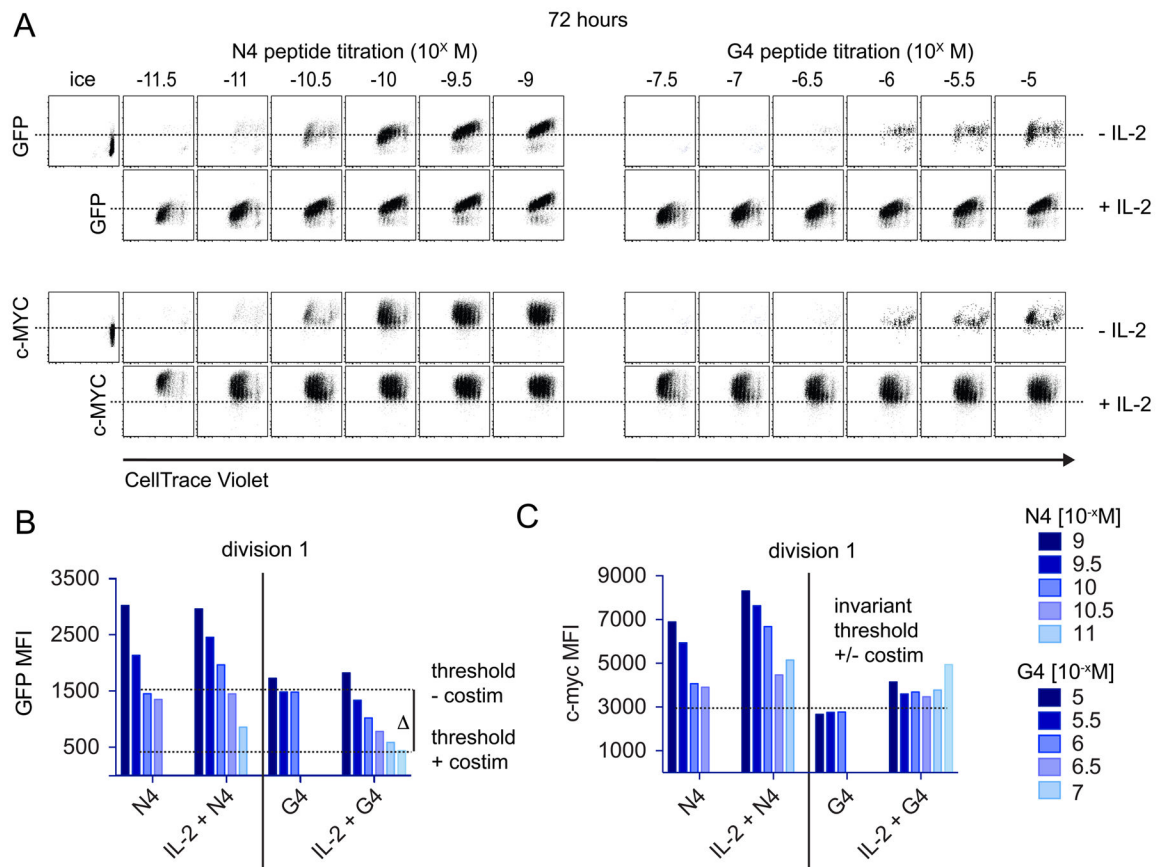 A
72 hours
N4 peptide titration (10ˣ M)
G4 peptide titration (10ˣ M)
ice -11.5 -11 -10.5 -10 -9.5 -9 -7.5 -7 -6.5 -6 -5.5 -5
GFP - IL-2
GFP + IL-2
c-MYC - IL-2
c-MYC + IL-2
CellTrace Violet
B
division 1
GFP MFI
3500
2500
1500
500
threshold
- costim
Δ
threshold
+ costim
N4 IL-2 + N4 G4 IL-2 + G4
C
division 1
c-myc MFI
9000
7000
5000
3000
1000
invariant
threshold
+/- costim
N4 IL-2 + N4 G4 IL-2 + G4
N4 [10⁻ˣM]
9
9.5
10
10.5
11
G4 [10⁻ˣM]
5
5.5
6
6.5
7